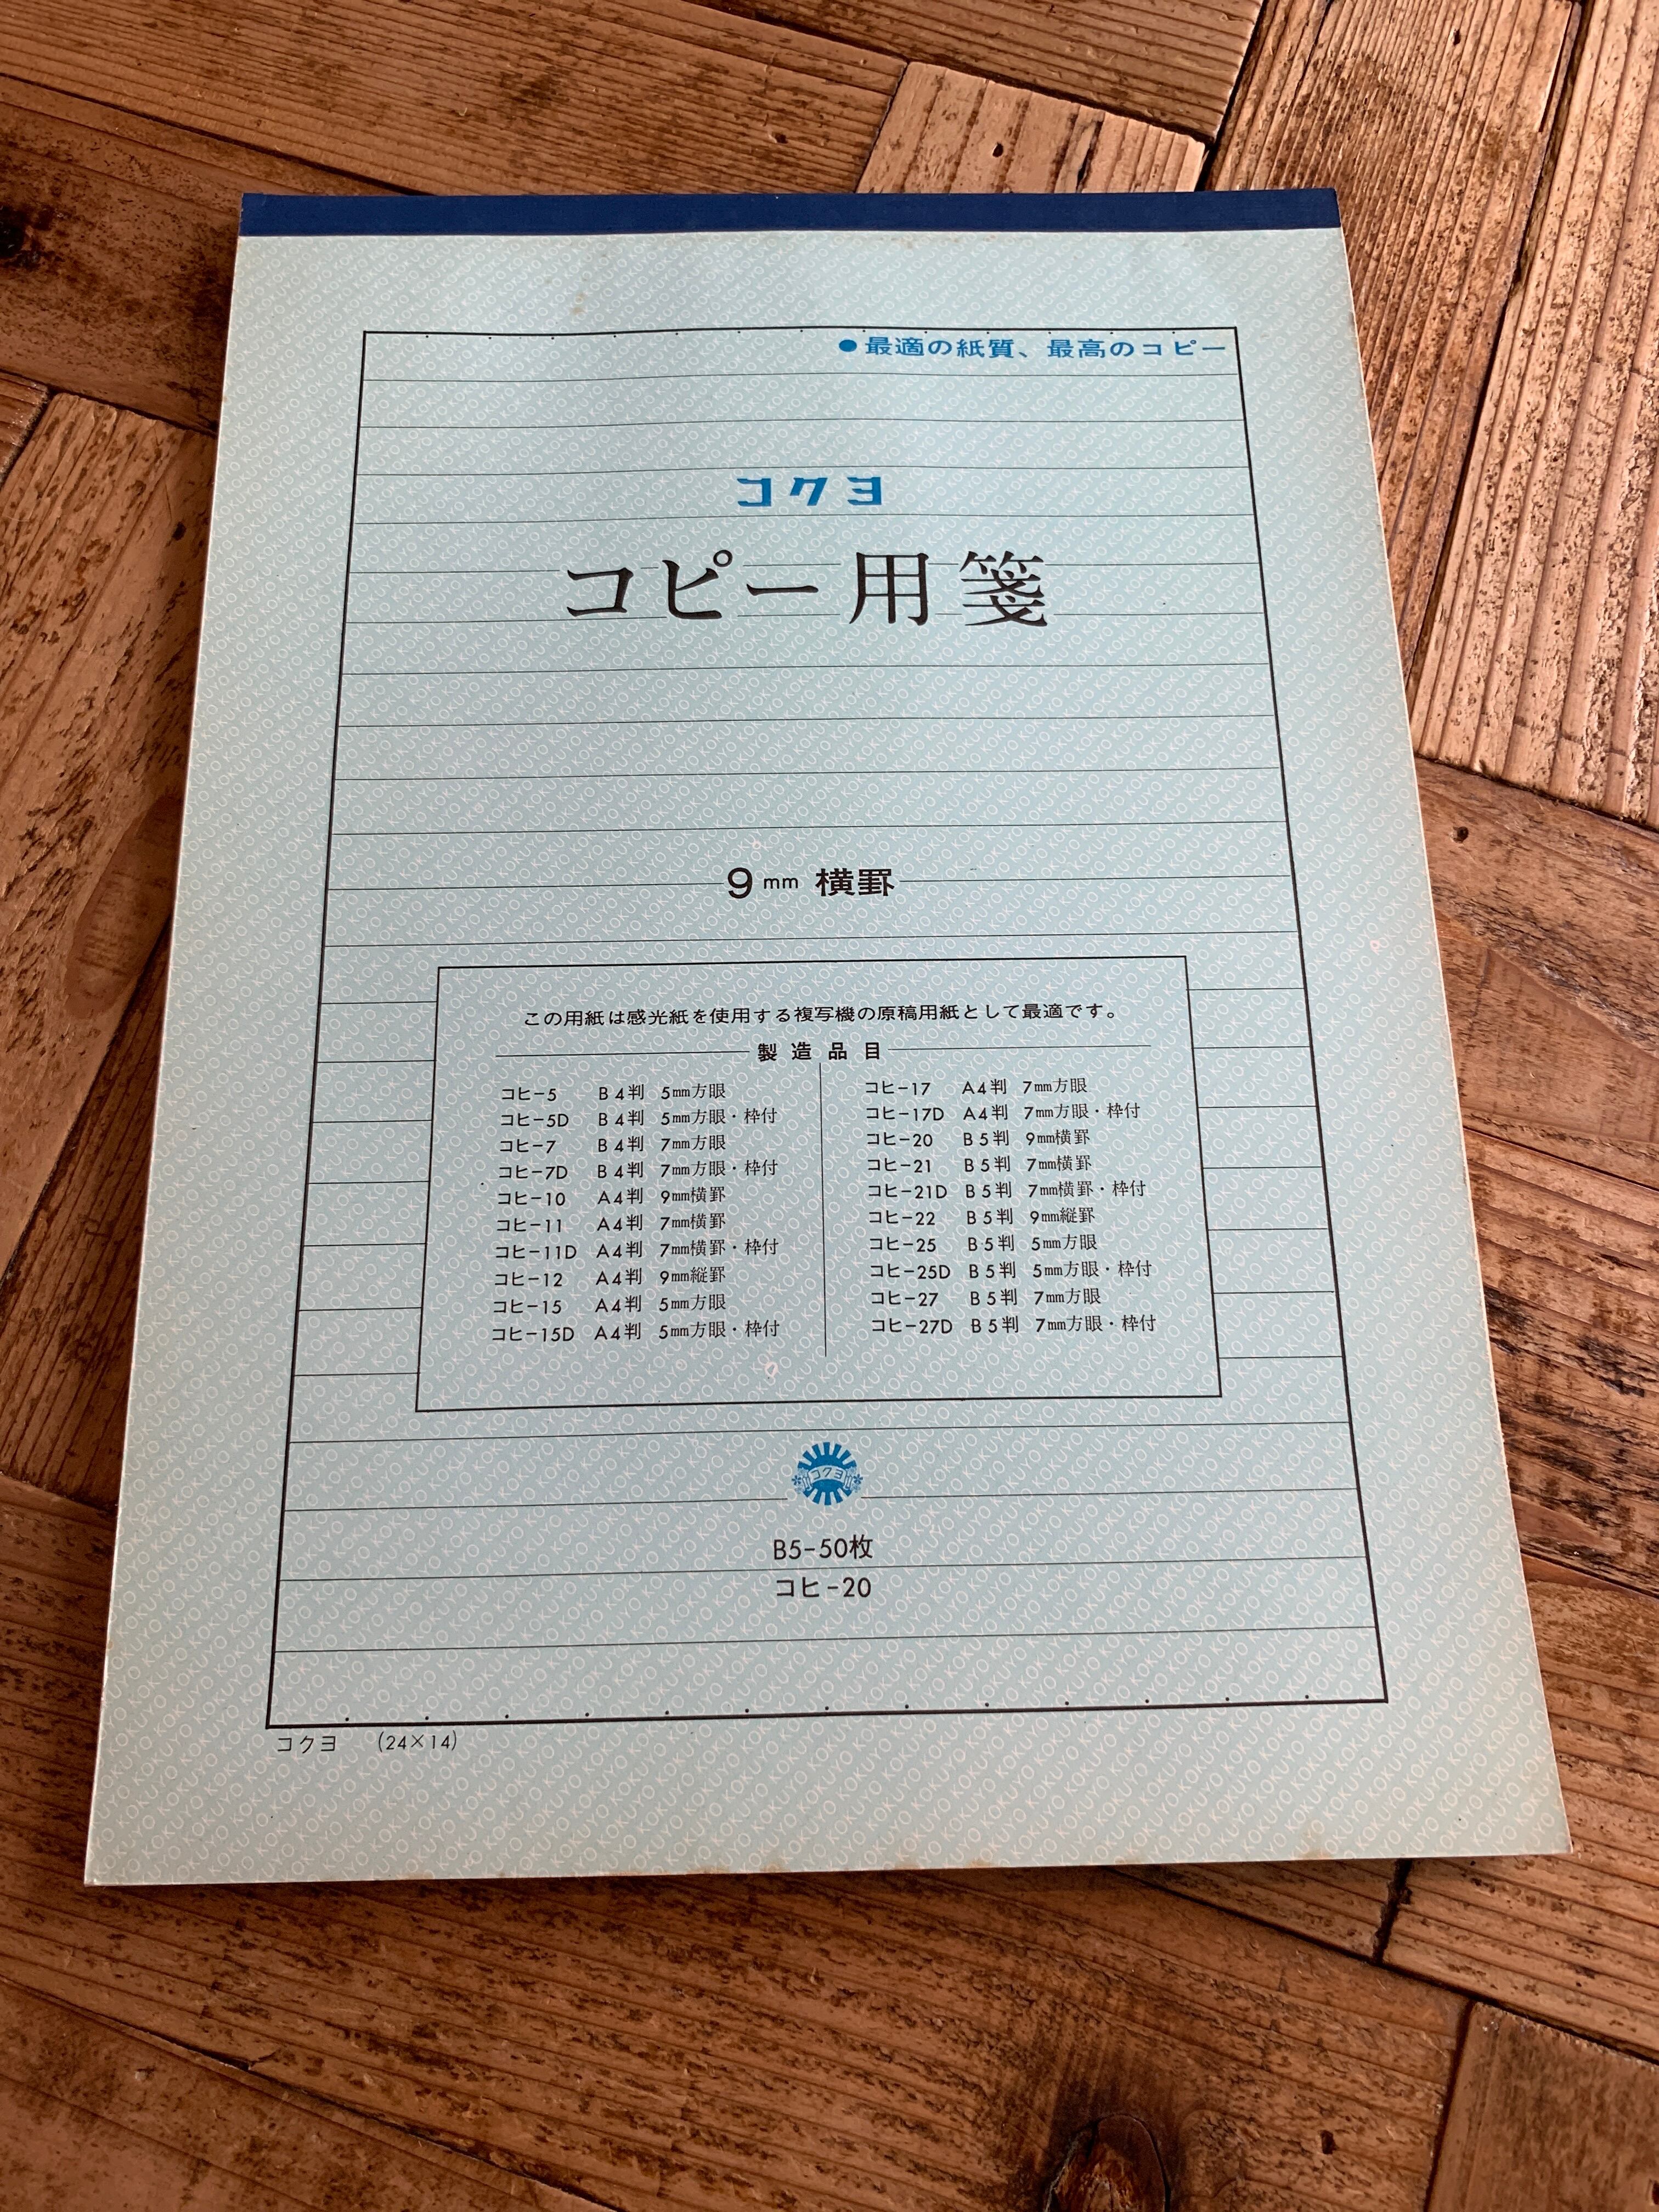 ●最適の紙質、最高のコピー
コクヨ
コピー用箋
9mm 横罫
この用紙は感光紙を使用する複写機の原稿用紙として最適です。
製造品目
コヒ-5 B4判 5mm方眼
コヒ-5D B4判 5mm方眼・枠付
コヒ-7 B4判 7mm方眼
コヒ-7D B4判 7mm方眼・枠付
コヒ-10 A4判 9mm横罫
コヒ-11 A4判 7mm横罫
コヒ-11D A4判 7mm横罫・枠付
コヒ-12 A4判 9mm縦罫
コヒ-15 A4判 5mm方眼
コヒ-15D A4判 5mm方眼・枠付
コヒ-17 A4判 7mm方眼
コヒ-17D A4判 7mm方眼・枠付
コヒ-20 B5判 9mm横罫
コヒ-21 B5判 7mm横罫
コヒ-21D B5判 7mm横罫・枠付
コヒ-22 B5判 9mm縦罫
コヒ-25 B5判 5mm方眼
コヒ-25D B5判 5mm方眼・枠付
コヒ-27 B5判 7mm方眼
コヒ-27D B5判 7mm方眼・枠付
コクヨ
B5-50枚
コヒ-20
コクヨ (24×14)
KOKUYO